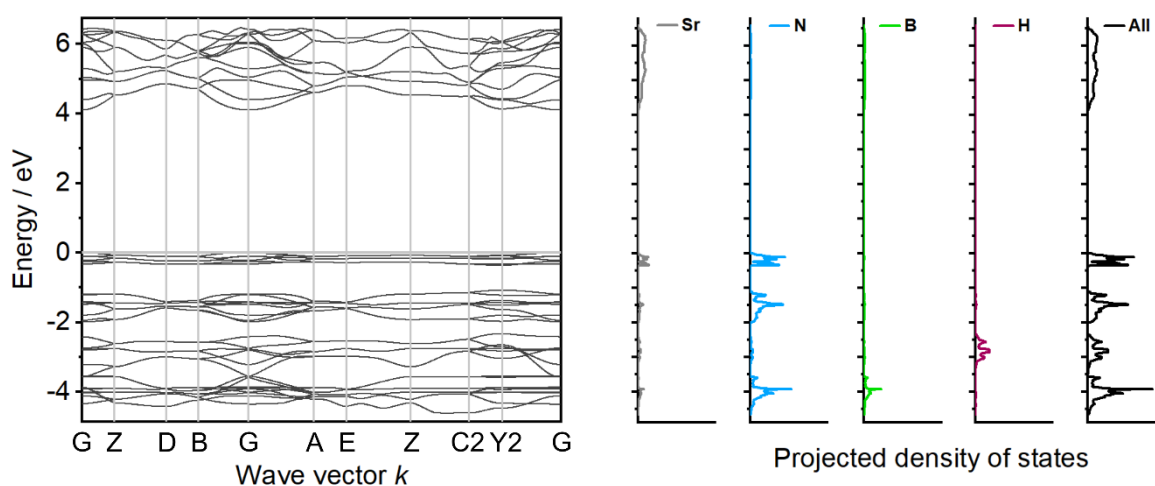 Sr N B H All
6
4
2
0
-2
-4
Energy / eV
G Z D B G A E Z C2 Y2 G
Wave vector k
Projected density of states